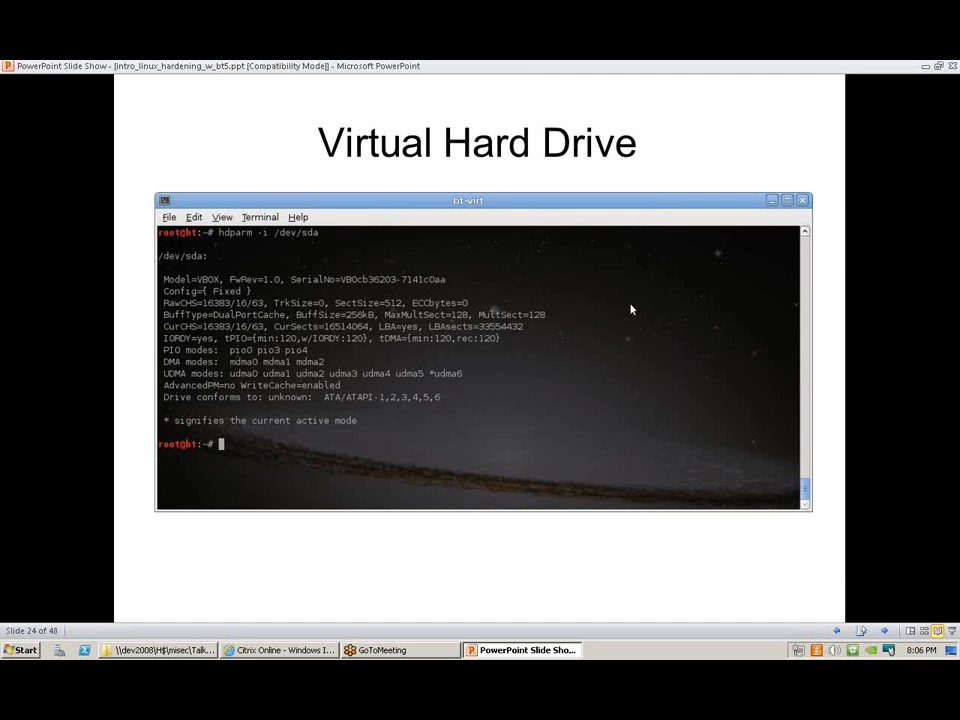 PowerPoint Slide Show - [intro_linux_hardening_w_bt5.ppt [Compatibility Mode]] - Microsoft PowerPoint
Virtual Hard Drive
bt-virt
File Edit View Terminal Help
root@bt:~# hdparm -i /dev/sda
/dev/sda:
Model=VBOX, FwRev=1.0, SerialNo=VB0cb36203-7141c0aa
Config={ Fixed }
RawCHS=16383/16/63, TrkSize=0, SectSize=512, ECCbytes=0
BuffType=DualPortCache, BuffSize=256kB, MaxMultSect=128, MultSect=128
CurCHS=16383/16/63, CurSects=16514064, LBA=yes, LBAsects=33554432
IORDY=yes, tPIO={min:120,w/IORDY:120}, tDMA={min:120,rec:120}
PIO modes: pio0 pio3 pio4
DMA modes: mdma0 mdma1 mdma2
UDMA modes: udma0 udma1 udma2 udma3 udma4 udma5 *udma6
AdvancedPM=no WriteCache=enabled
Drive conforms to: unknown: ATA/ATAPI-1,2,3,4,5,6
* signifies the current active mode
root@bt:~#
Slide 24 of 48
Start \\dev2008\H$\misec\Talk... Citrix Online - Windows I... GoToMeeting PowerPoint Slide Sho... 8:06 PM